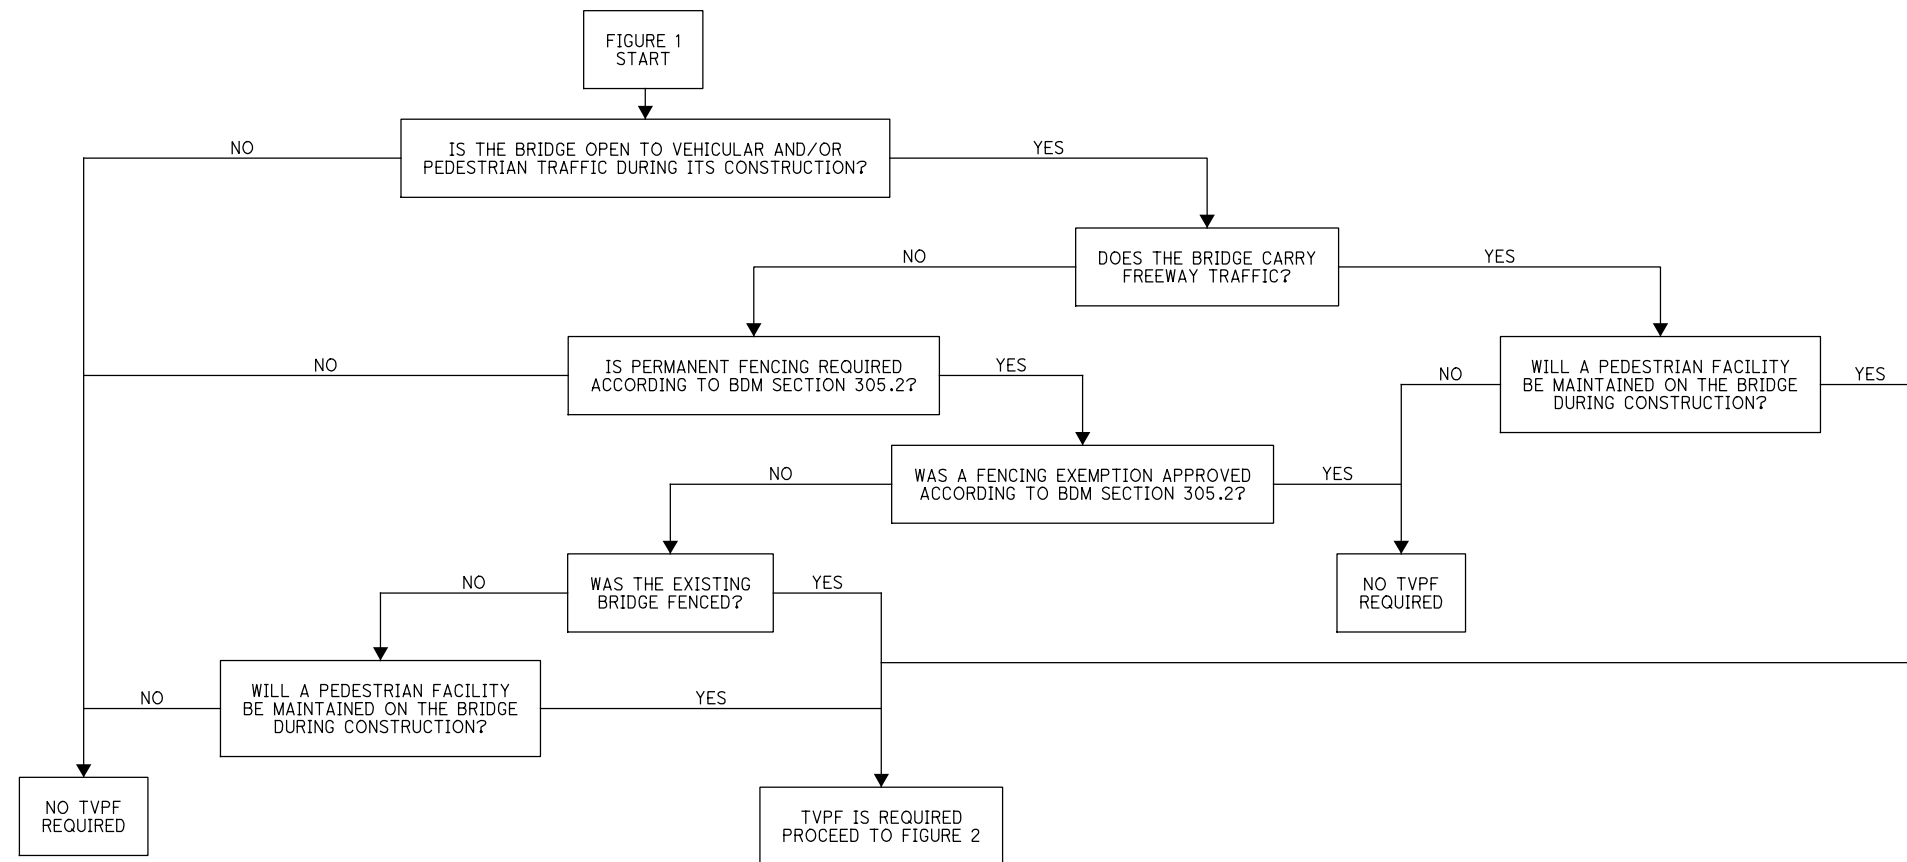 FIGURE 1
START
IS THE BRIDGE OPEN TO VEHICULAR AND/OR
PEDESTRIAN TRAFFIC DURING ITS CONSTRUCTION?
NO
YES
DOES THE BRIDGE CARRY
FREEWAY TRAFFIC?
NO
YES
IS PERMANENT FENCING REQUIRED
ACCORDING TO BDM SECTION 305.2?
NO
YES
WILL A PEDESTRIAN FACILITY
BE MAINTAINED ON THE BRIDGE
DURING CONSTRUCTION?
NO
YES
WAS A FENCING EXEMPTION APPROVED
ACCORDING TO BDM SECTION 305.2?
NO
YES
WAS THE EXISTING
BRIDGE FENCED?
NO
YES
NO TVPF
REQUIRED
WILL A PEDESTRIAN FACILITY
BE MAINTAINED ON THE BRIDGE
DURING CONSTRUCTION?
NO
YES
NO TVPF
REQUIRED
TVPF IS REQUIRED
PROCEED TO FIGURE 2